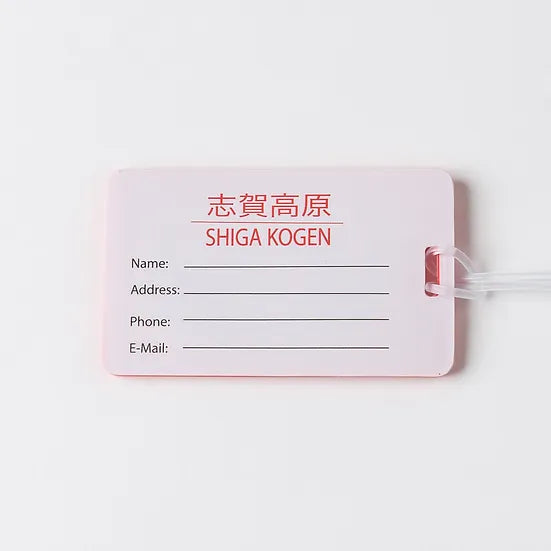 志賀高原
SHIGA KOGEN
Name:
Address:
Phone:
E-Mail: